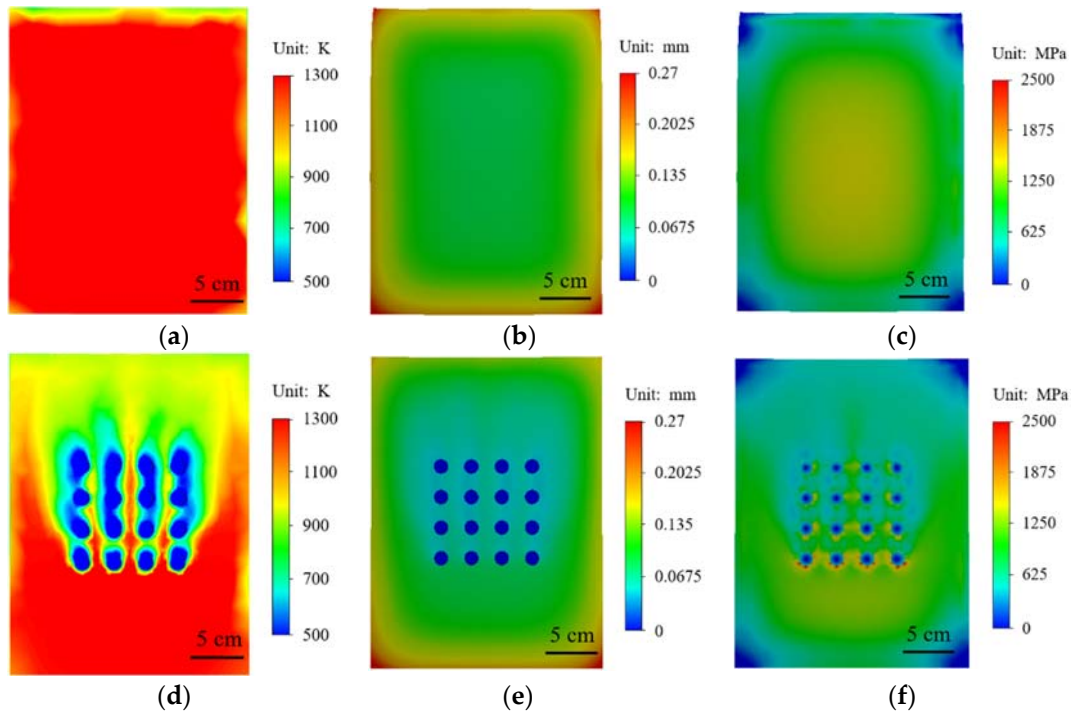 Unit: K
1300
1100
900
700
500
5 cm
(a)
Unit: mm
0.27
0.2025
0.135
0.0675
0
5 cm
(b)
Unit: MPa
2500
1875
1250
625
0
5 cm
(c)
Unit: K
1300
1100
900
700
500
5 cm
(d)
Unit: mm
0.27
0.2025
0.135
0.0675
0
5 cm
(e)
Unit: MPa
2500
1875
1250
625
0
5 cm
(f)